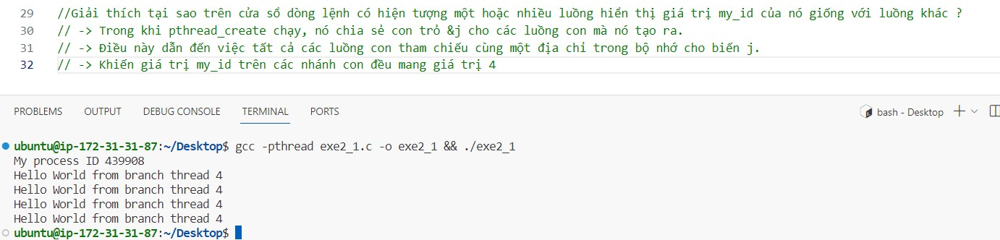 29 //Giải thích tại sao trên cửa sổ dòng lệnh có hiện tượng một hoặc nhiều luồng hiển thị giá trị my_id của nó giống với luồng khác ?
30 // -> Trong khi pthread_create chạy, nó chia sẻ con trỏ &j cho các luồng con mà nó tạo ra.
31 // -> Điều này dẫn đến việc tất cả các luồng con tham chiếu cùng một địa chỉ trong bộ nhớ cho biến j.
32 // -> Khiến giá trị my_id trên các nhánh con đều mang giá trị 4
PROBLEMS OUTPUT DEBUG CONSOLE TERMINAL PORTS bash - Desktop
ubuntu@ip-172-31-31-87:~/Desktop$ gcc -pthread exe2_1.c -o exe2_1 && ./exe2_1
My process ID 439908
Hello World from branch thread 4
Hello World from branch thread 4
Hello World from branch thread 4
Hello World from branch thread 4
ubuntu@ip-172-31-31-87:~/Desktop$